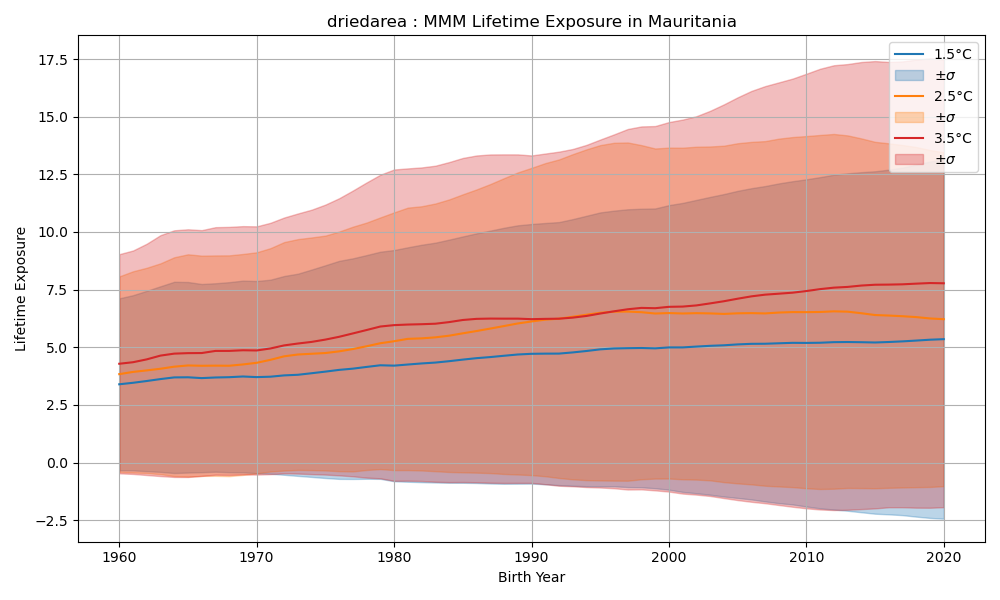 driedarea : MMM Lifetime Exposure in Mauritania
Lifetime Exposure
17.5
15.0
12.5
10.0
7.5
5.0
2.5
0.0
−2.5
1.5°C
±σ
2.5°C
±σ
3.5°C
±σ
1960 1970 1980 1990 2000 2010 2020
Birth Year